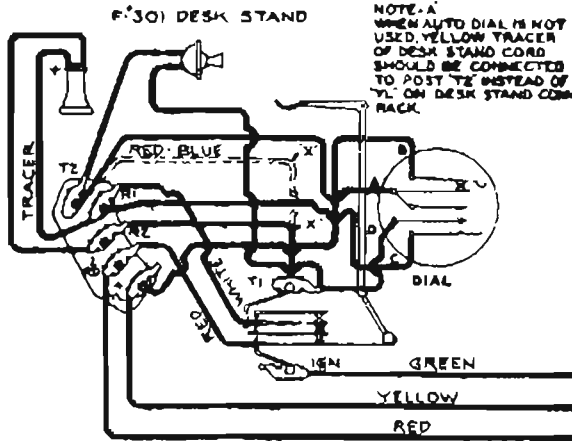 F-301 DESK STAND
NOTE-A
WHEN AUTO DIAL IS NOT
USED, YELLOW TRACER
OF DESK STAND CORD
SHOULD BE CONNECTED
TO POST "T2" INSTEAD OF
"YL" ON DESK STAND CONN.
RACK.
TRACER
T2
RED-BLUE
X
X
R1
R2
B
A
D
C
DIAL
T1
WHITE
RED
IGN
GREEN
YELLOW
RED